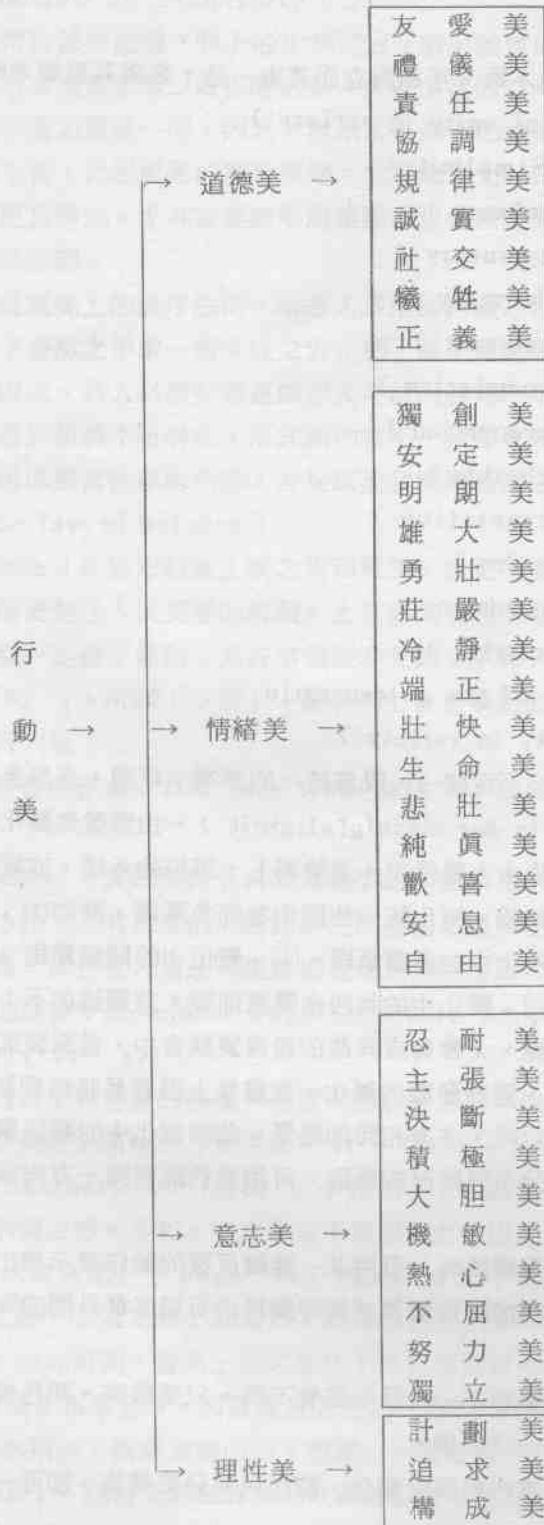 行動美 →
→ 道德美 →
友愛美
禮儀美
責任美
協調美
規律美
誠實美
社交美
犧牲美
正義美
→ 情緒美 →
獨創美
安定美
明朗美
雄大美
勇壯美
莊嚴美
冷靜美
端正美
壯快美
生命美
悲壯美
純眞美
歡喜美
安息美
自由美
→ 意志美 →
忍耐美
主張美
決斷美
積極美
大胆美
機敏美
熱心美
不屈美
努力美
獨立美
→ 理性美 →
計劃美
追求美
構成美